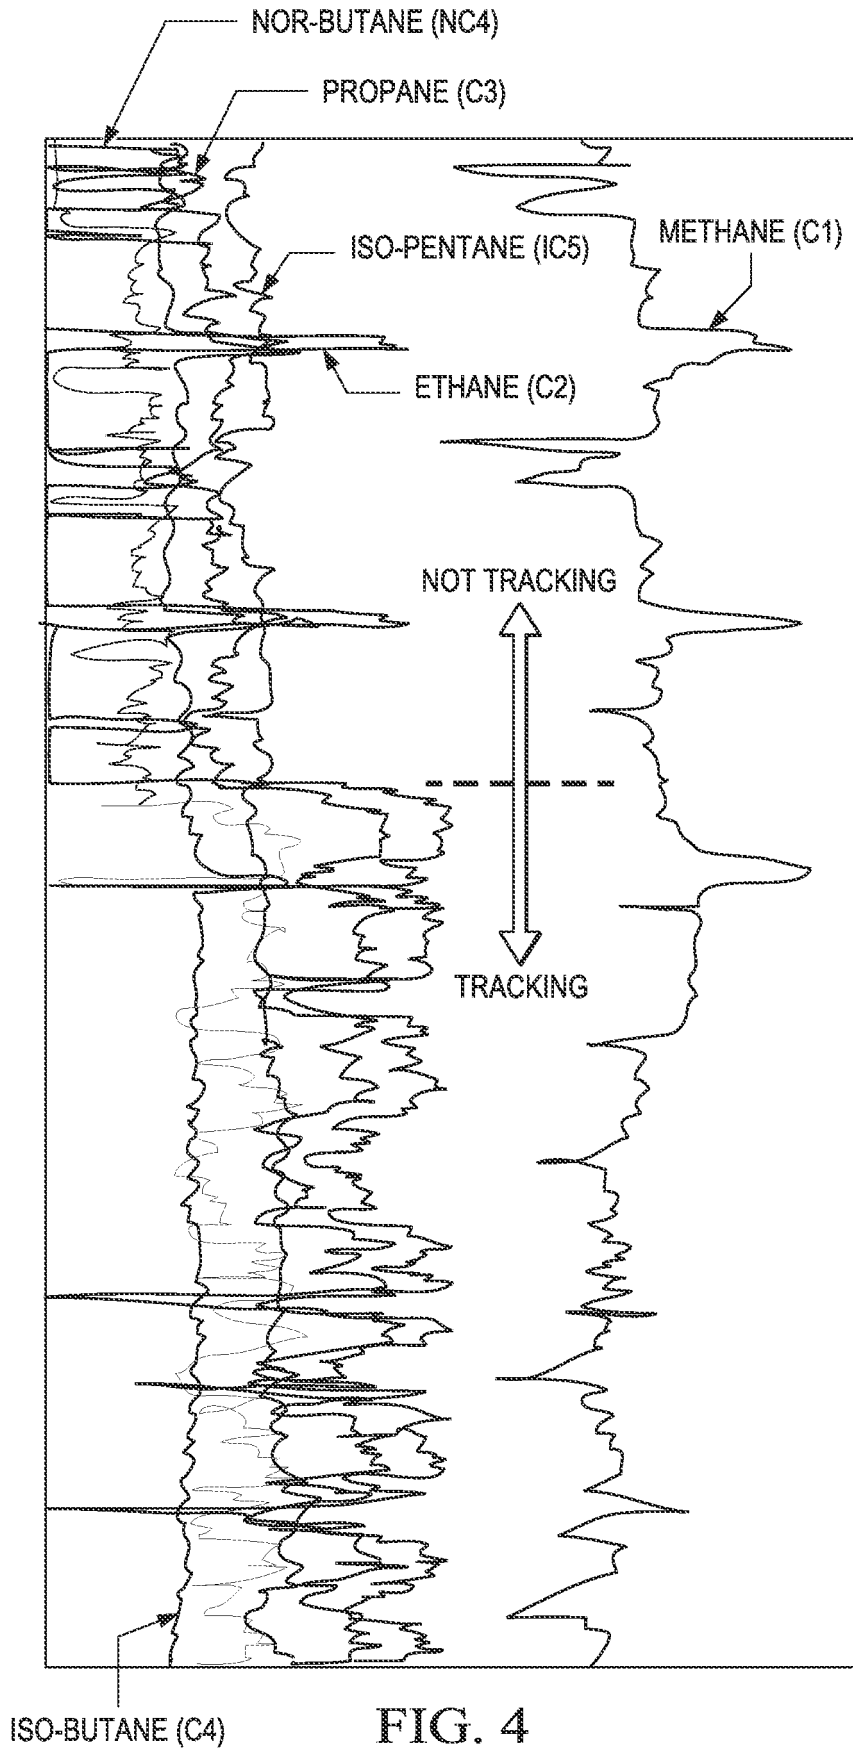 NOR-BUTANE (NC4)
PROPANE (C3)
METHANE (C1)
ISO-PENTANE (IC5)
ETHANE (C2)
NOT TRACKING
TRACKING
ISO-BUTANE (C4)
FIG. 4